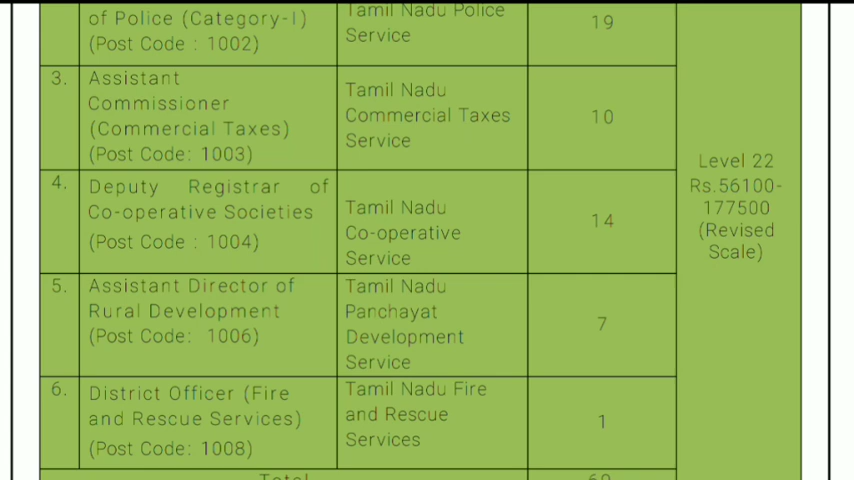 of Police (Category-I)
(Post Code : 1002)
Tamil Nadu Police
Service
19
3.
Assistant
Commissioner
(Commercial Taxes)
(Post Code: 1003)
Tamil Nadu
Commercial Taxes
Service
10
4.
Deputy Registrar of
Co-operative Societies
(Post Code : 1004)
Tamil Nadu
Co-operative
Service
14
5.
Assistant Director of
Rural Development
(Post Code: 1006)
Tamil Nadu
Panchayat
Development
Service
7
6.
District Officer (Fire
and Rescue Services)
(Post Code: 1008)
Tamil Nadu Fire
and Rescue
Services
1
Level 22
Rs.56100-
177500
(Revised
Scale)
Total